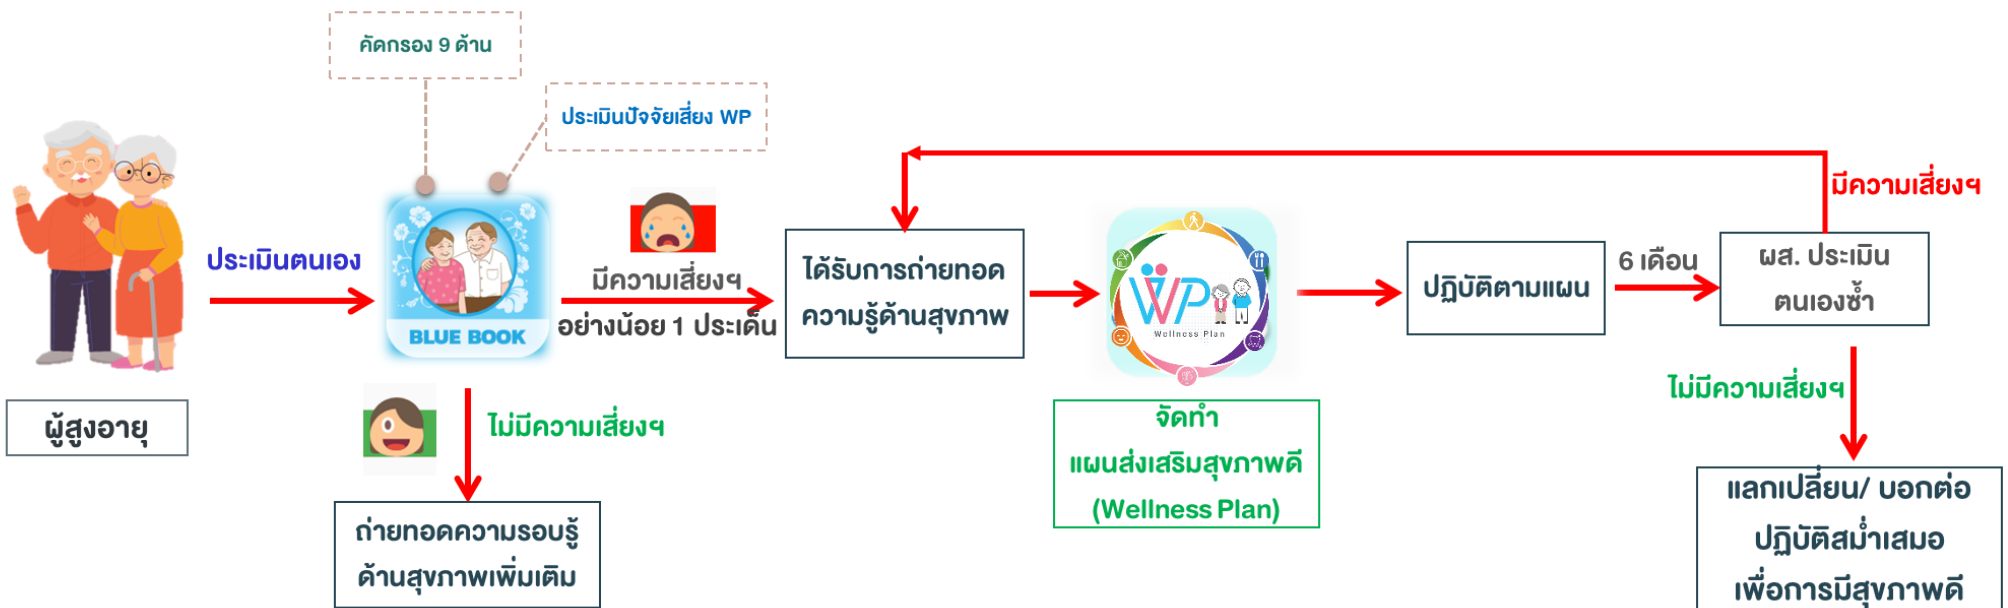 คัดกรอง 9 ด้าน
ประเมินปัจจัยเสี่ยง WP
ผู้สูงอายุ
ประเมินตนเอง
BLUE BOOK
มีความเสี่ยงฯ
อย่างน้อย 1 ประเด็น
ไม่มีความเสี่ยงฯ
ถ่ายทอดความรอบรู้
ด้านสุขภาพเพิ่มเติม
ได้รับการถ่ายทอด
ความรู้ด้านสุขภาพ
WP
Wellness Plan
จัดทำ
แผนส่งเสริมสุขภาพดี
(Wellness Plan)
ปฏิบัติตามแผน
6 เดือน
ผส. ประเมิน
ตนเองซ้ำ
มีความเสี่ยงฯ
ไม่มีความเสี่ยงฯ
แลกเปลี่ยน/ บอกต่อ
ปฏิบัติสม่ำเสมอ
เพื่อการมีสุขภาพดี